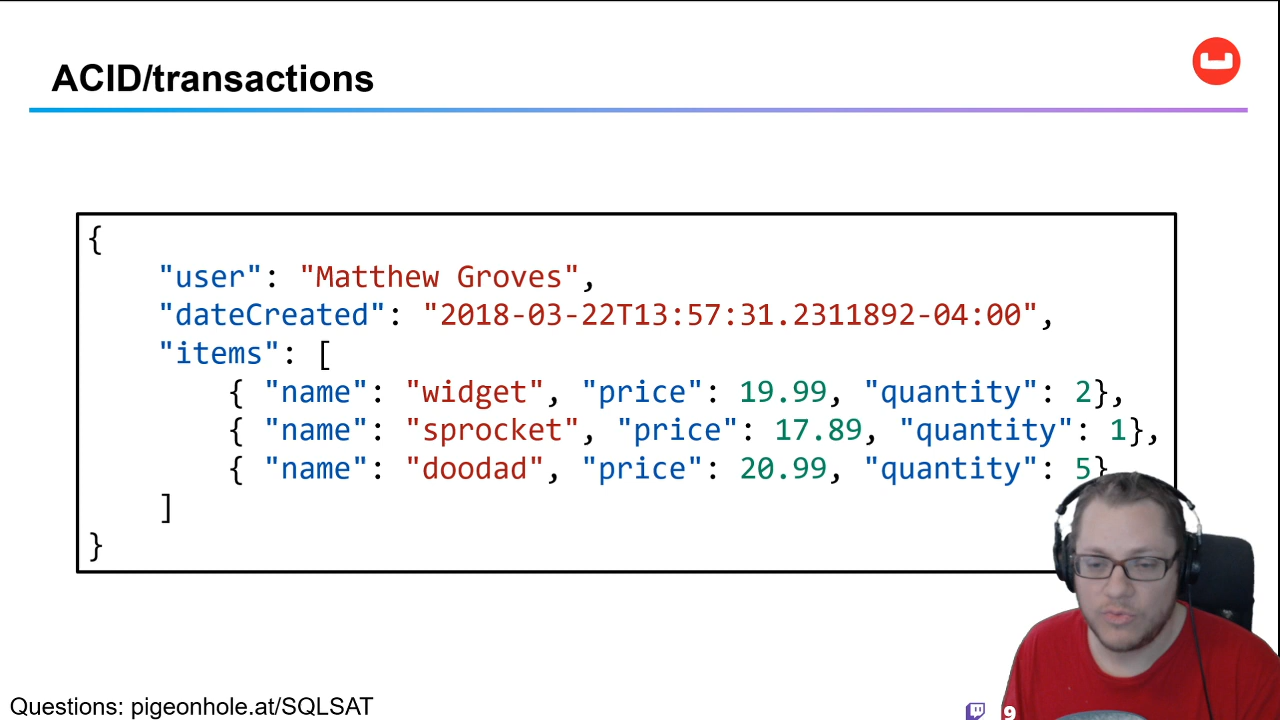 ACID/transactions
{
"user": "Matthew Groves",
"dateCreated": "2018-03-22T13:57:31.2311892-04:00",
"items": [
{ "name": "widget", "price": 19.99, "quantity": 2},
{ "name": "sprocket", "price": 17.89, "quantity": 1},
{ "name": "doodad", "price": 20.99, "quantity": 5}
]
}
Questions: pigeonhole.at/SQLSAT
9